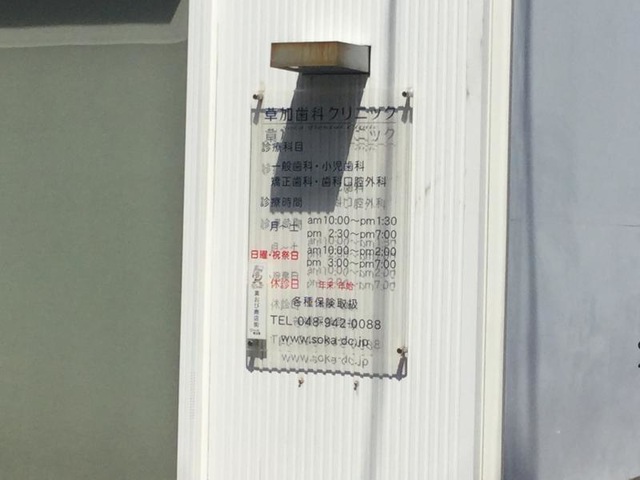 草加歯科クリニック
診療科目
一般歯科・小児歯科
矯正歯科・歯科口腔外科
診療時間
月〜土 am10:00〜pm1:30
pm 2:30〜pm7:00
日曜・祝祭日 am10:00〜pm2:00
pm 3:00〜pm7:00
休診日 年末・年始
各種保険取扱
TEL 048-942-0088
www.soka-dc.jp